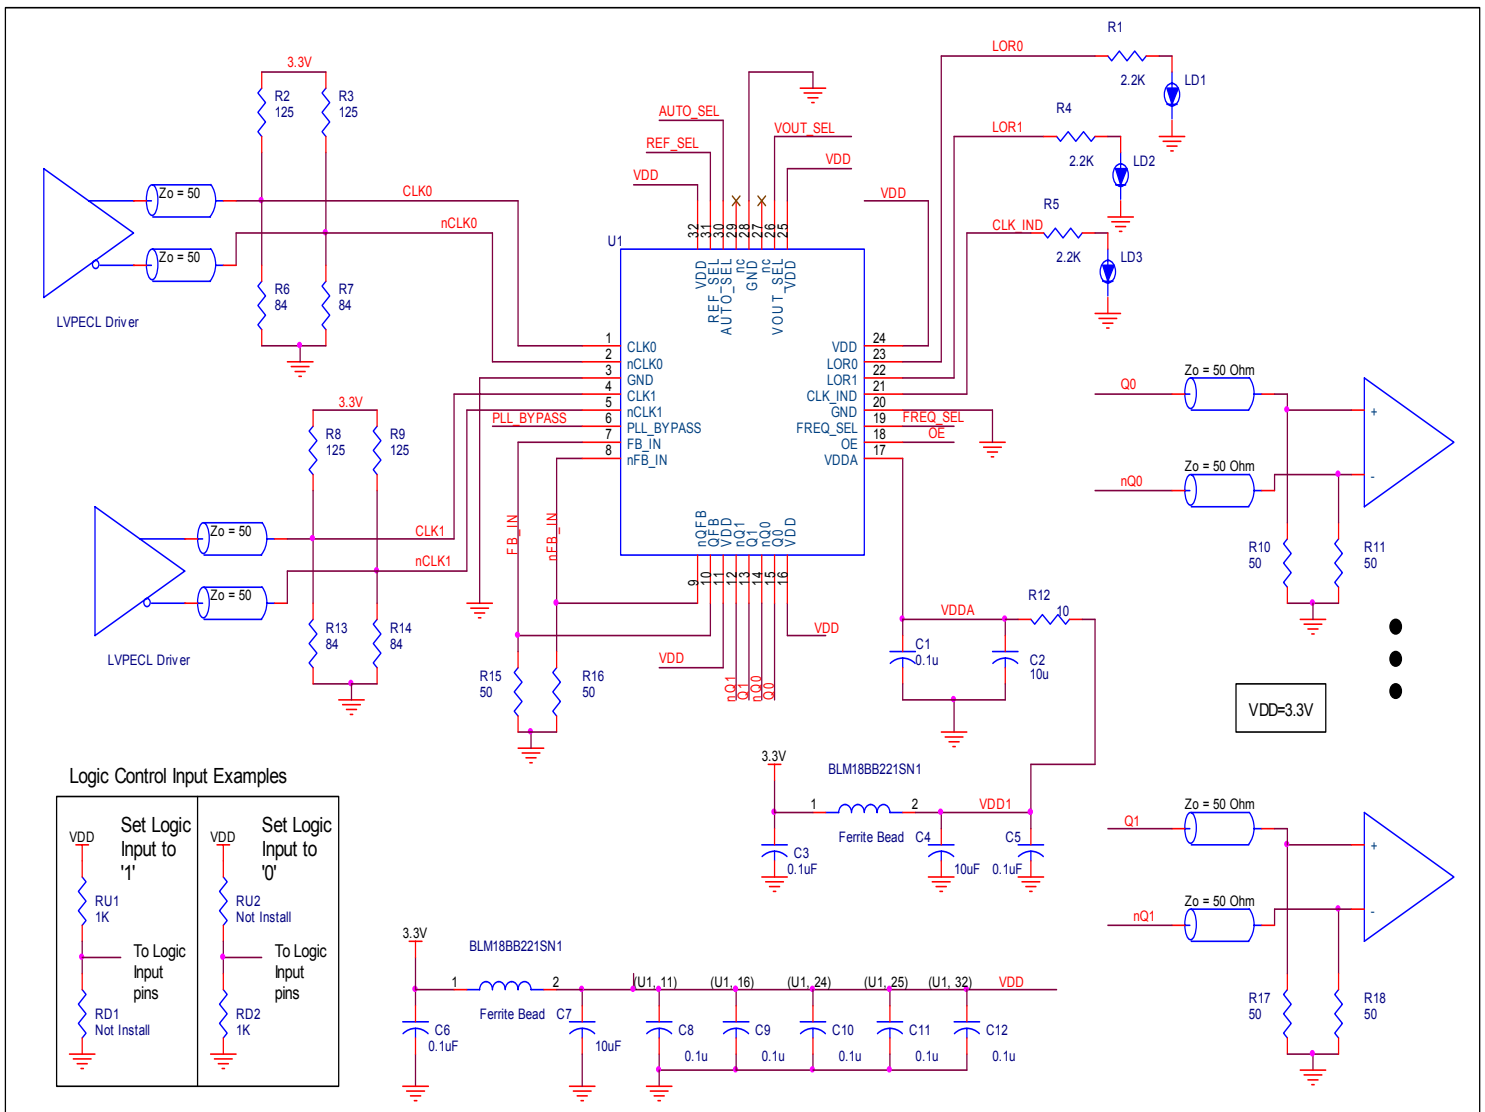 R1
2.2K
LOR0
LD1
R4
2.2K
LOR1
LD2
R5
2.2K
CLK_IND
LD3
3.3V
R2
125
R3
125
Zo = 50
Zo = 50
CLK0
nCLK0
R6
84
R7
84
LVPECL Driver
AUTO_SEL
REF_SEL
VDD
VOUT_SEL
VDD
VDD
U1
32
31
30
29
28
27
26
25
VDD
REF_SEL
AUTO_SEL
nc
GND
nc
VOUT_SEL
VDD
1
CLK0
2
nCLK0
3
GND
4
CLK1
5
nCLK1
6
PLL_BYPASS
7
FB_IN
8
nFB_IN
PLL_BYPASS
VDD
24
LOR0
23
LOR1
22
CLK_IND
21
GND
20
FREQ_SEL
19
OE
18
VDDA
17
FREQ_SEL
OE
nQFB
QFB
VDD
nQ1
Q1
nQ0
Q0
VDD
9
10
11
12
13
14
15
16
FB_IN
nFB_IN
VDD
VDD
nQ1
Q1
nQ0
Q0
R15
50
R16
50
3.3V
R8
125
R9
125
Zo = 50
Zo = 50
CLK1
nCLK1
R13
84
R14
84
LVPECL Driver
VDDA
R12
10
C1
0.1u
C2
10u
Q0
Zo = 50 Ohm
nQ0
Zo = 50 Ohm
+
-
R10
50
R11
50
VDD=3.3V
3.3V
BLM18BB221SN1
1
2
Ferrite Bead
VDD1
C3
0.1uF
C4
10uF
C5
0.1uF
Q1
Zo = 50 Ohm
nQ1
Zo = 50 Ohm
+
-
R17
50
R18
50
Logic Control Input Examples
VDD
Set Logic
Input to
'1'
RU1
1K
To Logic
Input
pins
RD1
Not Install
VDD
Set Logic
Input to
'0'
RU2
Not Install
To Logic
Input
pins
RD2
1K
3.3V
BLM18BB221SN1
1
2
Ferrite Bead
(U1, 11)
(U1, 16)
(U1, 24)
(U1, 25)
(U1, 32)
VDD
C6
0.1uF
C7
10uF
C8
0.1u
C9
0.1u
C10
0.1u
C11
0.1u
C12
0.1u